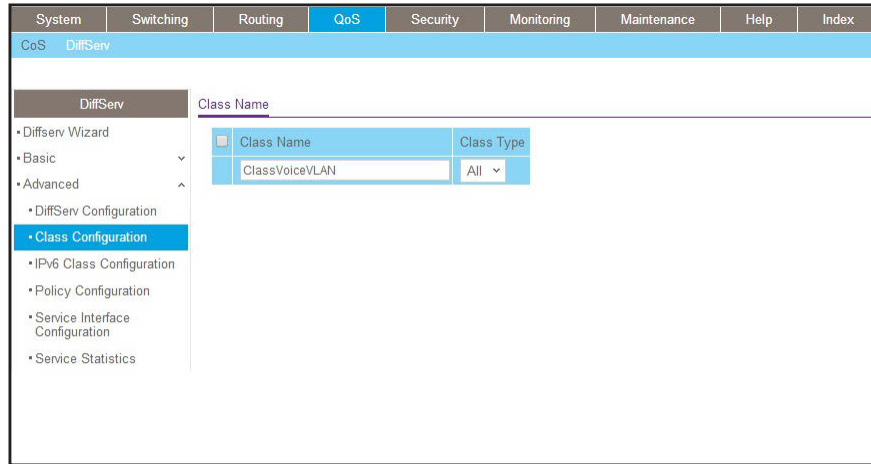 System Switching Routing QoS Security Monitoring Maintenance Help Index
CoS DiffServ
DiffServ
Diffserv Wizard
Basic
Advanced
DiffServ Configuration
Class Configuration
IPv6 Class Configuration
Policy Configuration
Service Interface
Configuration
Service Statistics
Class Name
Class Name Class Type
ClassVoiceVLAN All